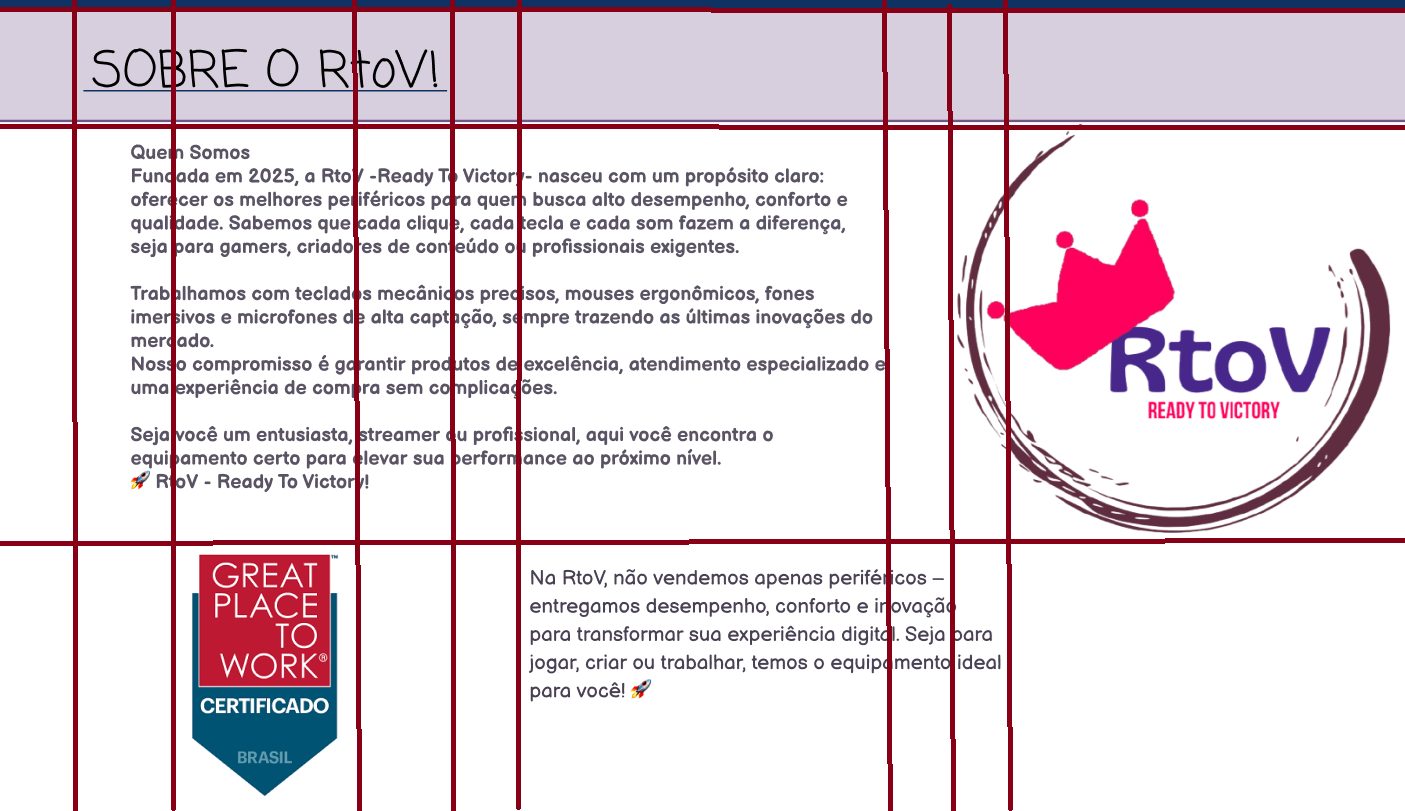 SOBRE O RtoV!
Quem Somos
Fundada em 2025, a RtoV -Ready To Victory- nasceu com um propósito claro:
oferecer os melhores periféricos para quem busca alto desempenho, conforto e
qualidade. Sabemos que cada clique, cada tecla e cada som fazem a diferença,
seja para gamers, criadores de conteúdo ou profissionais exigentes.
Trabalhamos com teclados mecânicos precisos, mouses ergonômicos, fones
imersivos e microfones de alta captação, sempre trazendo as últimas inovações do
mercado.
Nosso compromisso é garantir produtos de excelência, atendimento especializado e
uma experiência de compra sem complicações.
Seja você um entusiasta, streamer ou profissional, aqui você encontra o
equipamento certo para elevar sua performance ao próximo nível.
🚀 RtoV - Ready To Victory!
RtoV
READY TO VICTORY
GREAT
PLACE
TO
WORK®
™
CERTIFICADO
BRASIL
Na RtoV, não vendemos apenas periféricos –
entregamos desempenho, conforto e inovação
para transformar sua experiência digital. Seja para
jogar, criar ou trabalhar, temos o equipamento ideal
para você! 🚀